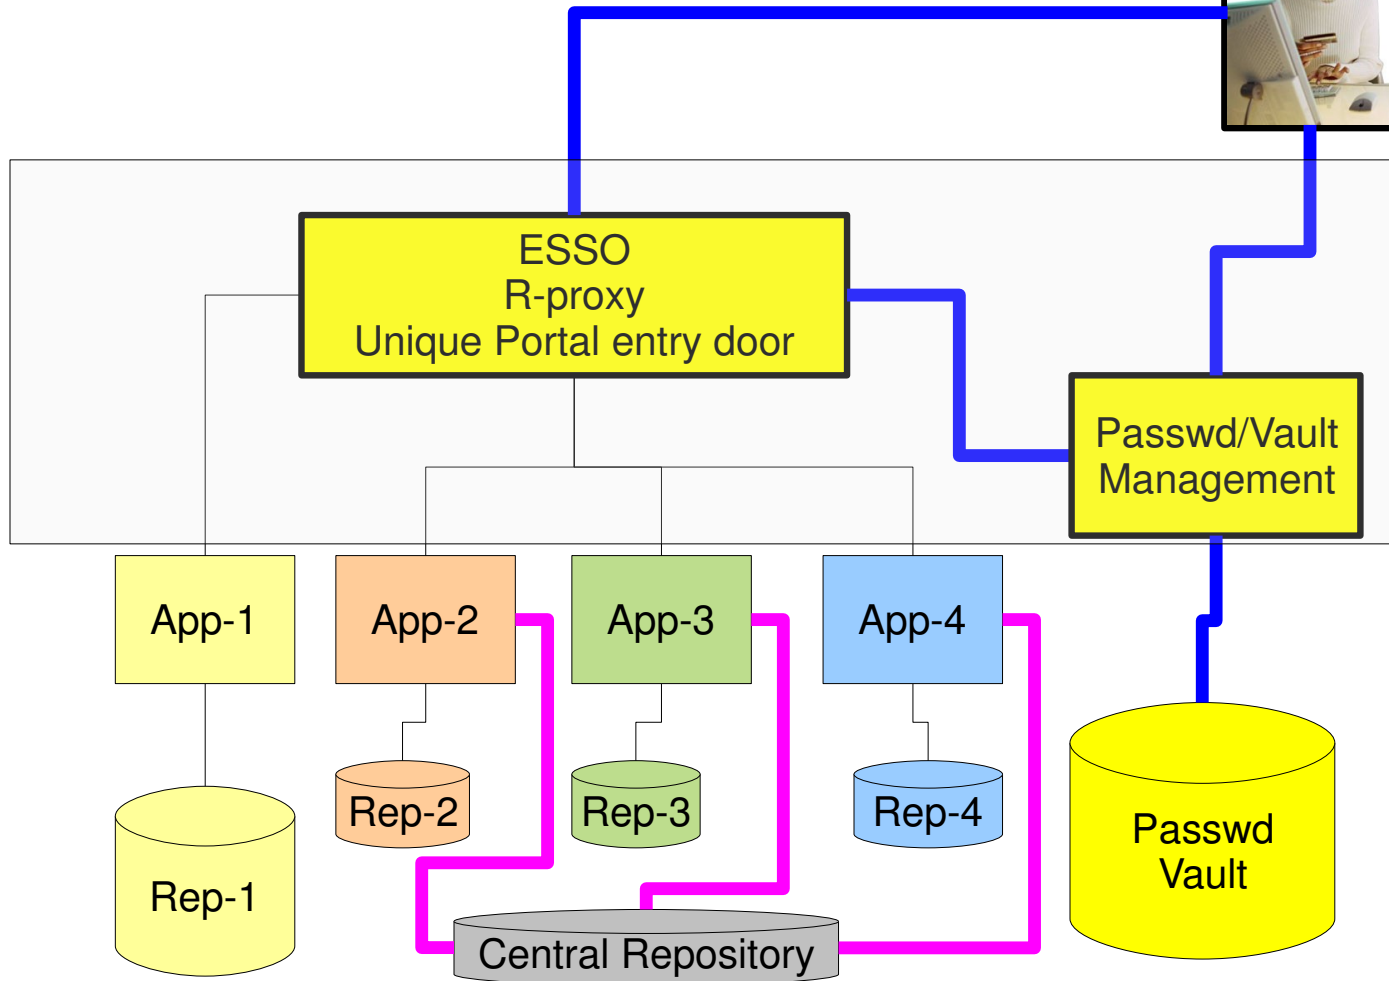 ESSO
R-proxy
Unique Portal entry door
Passwd/Vault
Management
App-1
App-2
App-3
App-4
Rep-1
Rep-2
Rep-3
Rep-4
Passwd
Vault
Central Repository